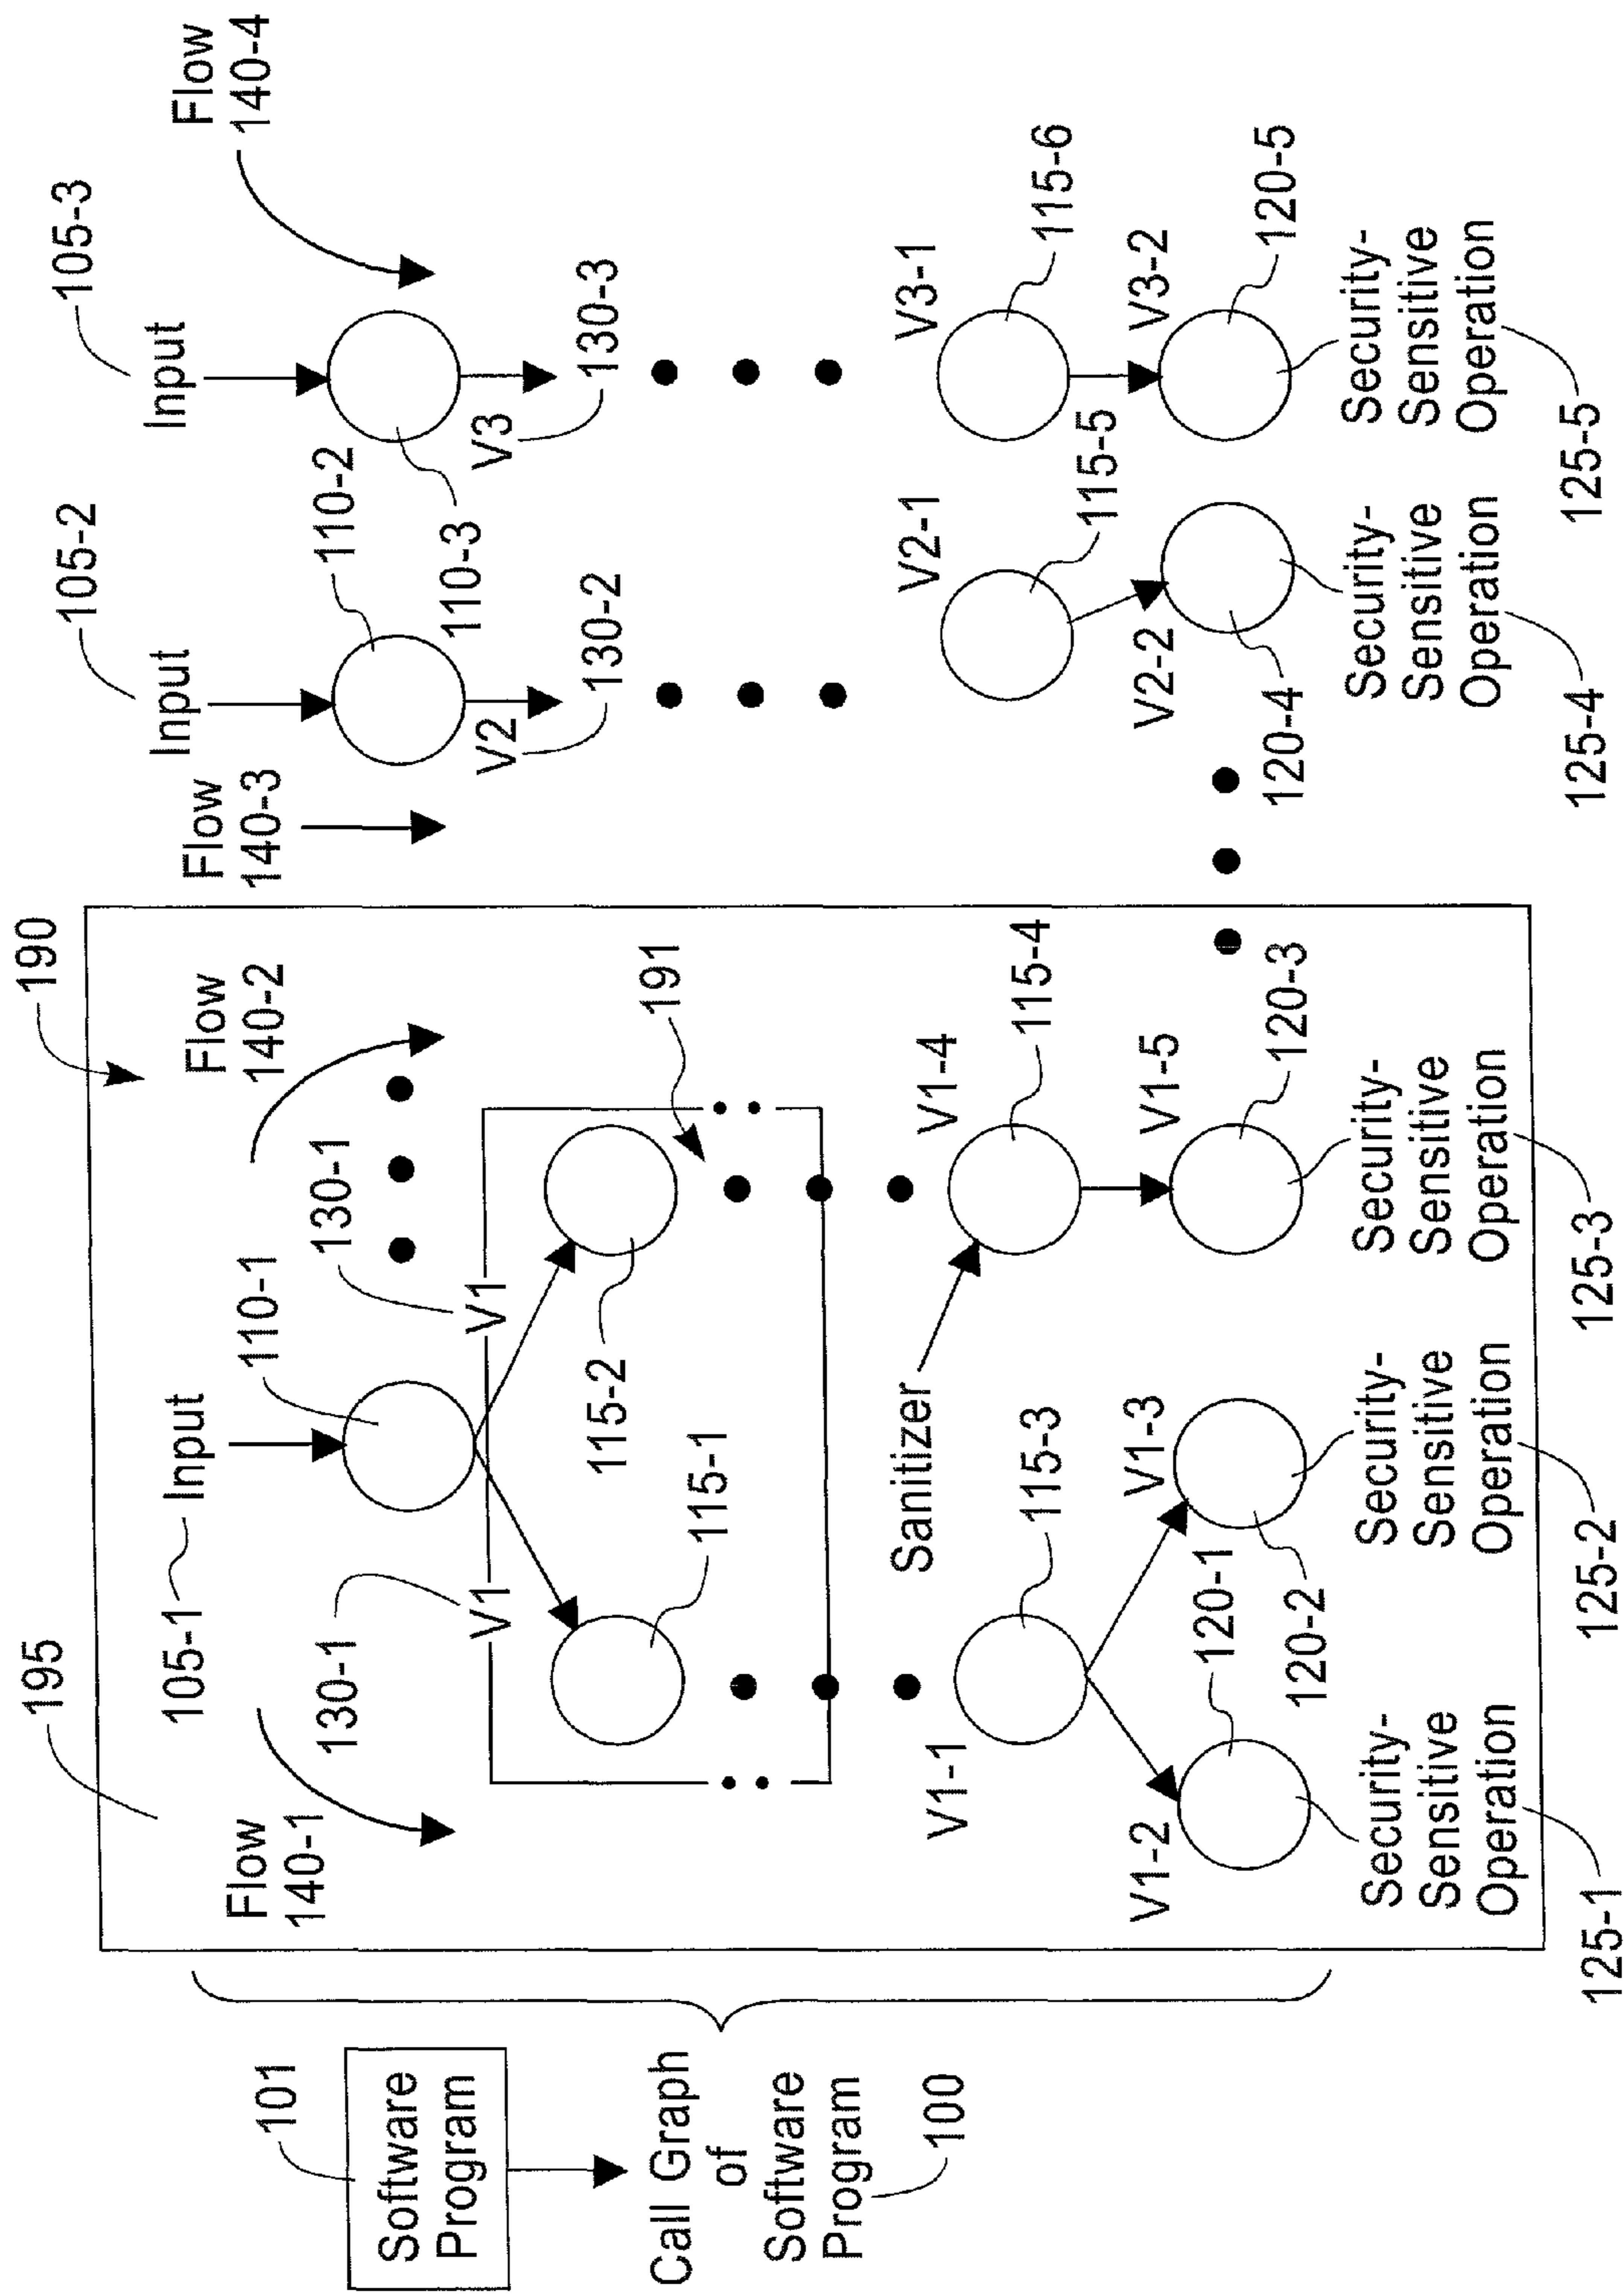 101
Software
Program
Call Graph
of
Software
Program
100
195
190
Flow
140-1
105-1
Input
110-1
Flow
140-2
130-1
V1
130-1
V1
115-1
115-2
191
V1-1
115-3
Sanitizer
V1-4
115-4
V1-2
120-1
V1-3
120-2
V1-5
120-3
Security-
Sensitive
Operation
125-1
Security-
Sensitive
Operation
125-2
Security-
Sensitive
Operation
125-3
Flow
140-3
Input
105-2
110-2
V2
130-2
Input
105-3
110-3
V3
130-3
Flow
140-4
V2-1
115-5
V3-1
115-6
V2-2
120-4
V3-2
120-5
Security-
Sensitive
Operation
125-4
Security-
Sensitive
Operation
125-5